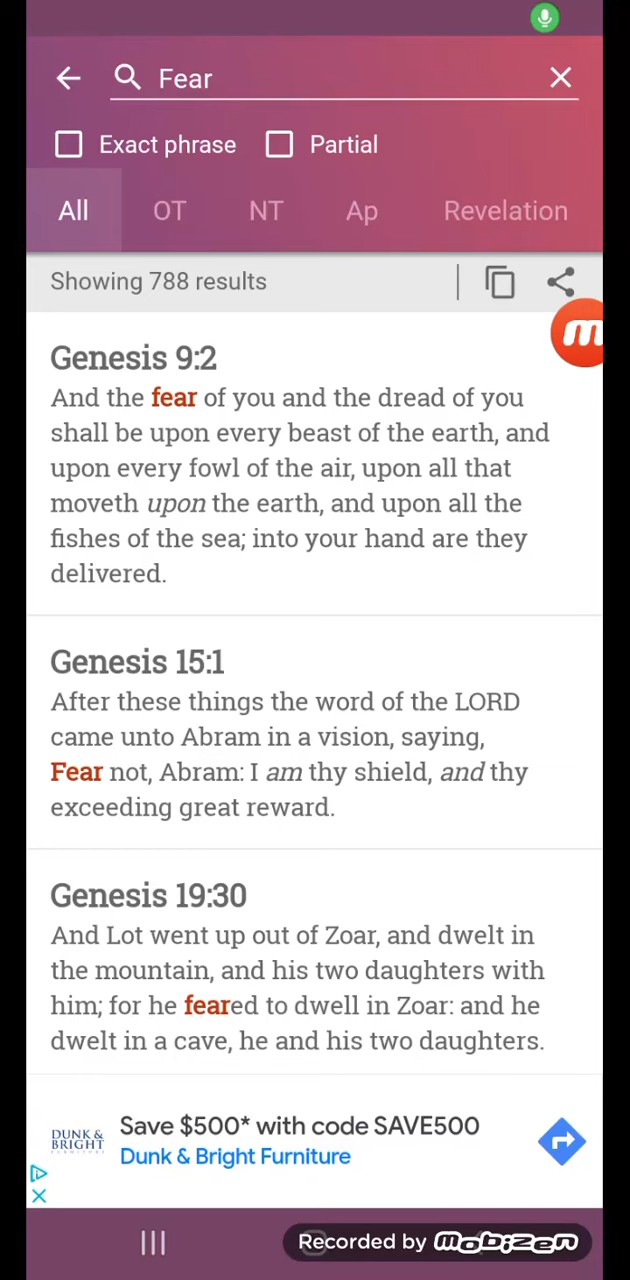 Fear
Exact phrase Partial
All OT NT Ap Revelation
Showing 788 results
Genesis 9:2
And the fear of you and the dread of you
shall be upon every beast of the earth, and
upon every fowl of the air, upon all that
moveth upon the earth, and upon all the
fishes of the sea; into your hand are they
delivered.
Genesis 15:1
After these things the word of the LORD
came unto Abram in a vision, saying,
Fear not, Abram: I am thy shield, and thy
exceeding great reward.
Genesis 19:30
And Lot went up out of Zoar, and dwelt in
the mountain, and his two daughters with
him; for he feared to dwell in Zoar: and he
dwelt in a cave, he and his two daughters.
DUNK &
BRIGHT
FURNITURE
Save $500* with code SAVE500
Dunk & Bright Furniture
Recorded by mobizen